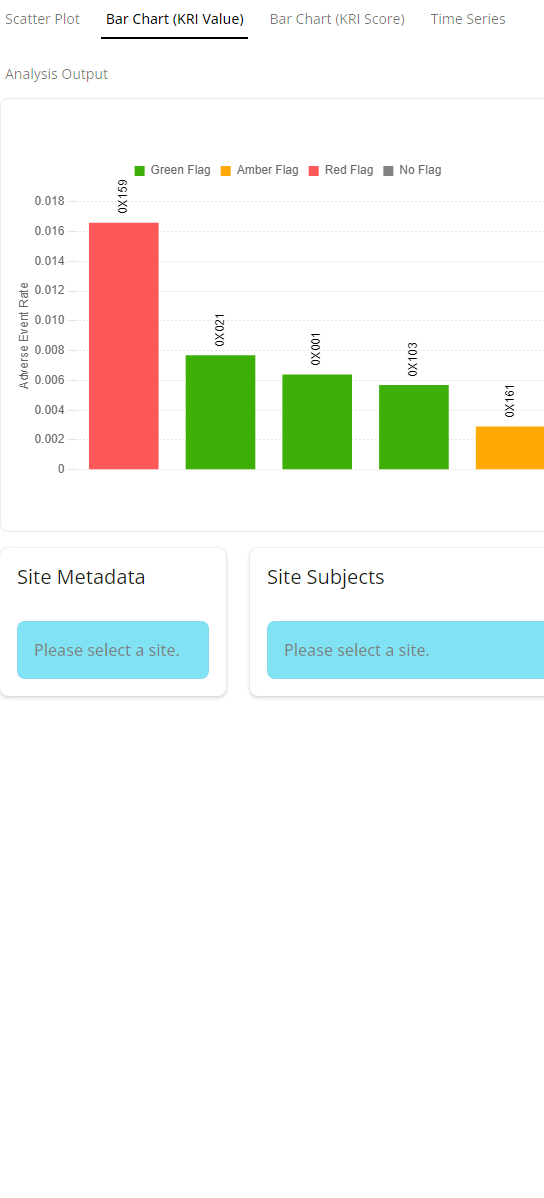 Scatter Plot Bar Chart (KRI Value) Bar Chart (KRI Score) Time Series
Analysis Output
Green Flag Amber Flag Red Flag No Flag
Adverse Event Rate
0.018
0.016
0.014
0.012
0.010
0.008
0.006
0.004
0.002
0
0X159
0X021
0X001
0X103
0X161
Site Metadata
Please select a site.
Site Subjects
Please select a site.